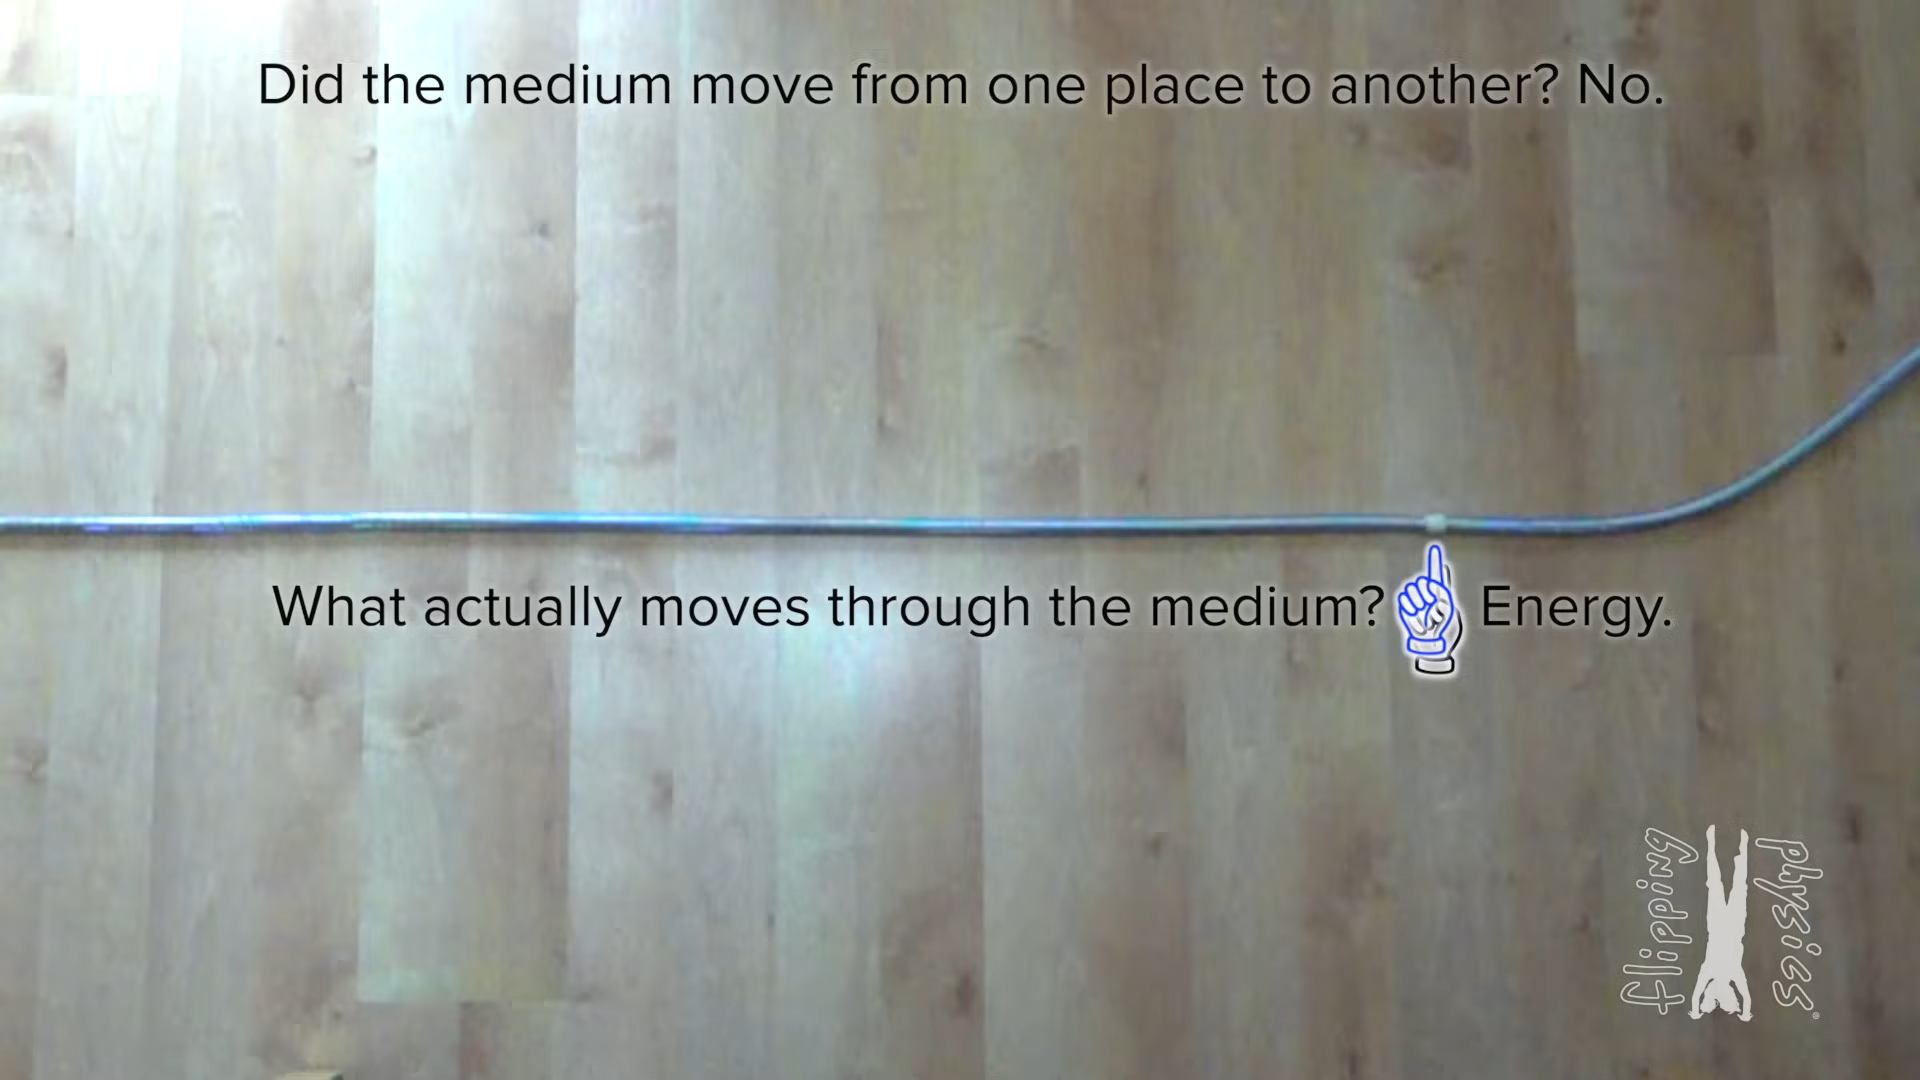 Did the medium move from one place to another? No.
What actually moves through the medium? Energy.
flipping
physics®